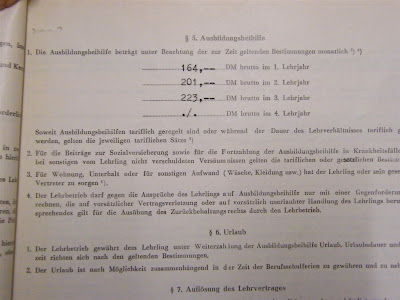 § 5. Ausbildungsbeihilfe
1. Die Ausbildungsbeihilfe beträgt unter Beachtung der zur Zeit geltenden Bestimmungen monatlich ³) ⁴)
164,-- DM brutto im 1. Lehrjahr
201,-- DM brutto im 2. Lehrjahr
223,-- DM brutto im 3. Lehrjahr
./. DM brutto im 4. Lehrjahr
Soweit Ausbildungsbeihilfen tariflich geregelt sind oder während der Dauer des Lehrverhältnisses tariflich
werden, gelten die jeweiligen tariflichen Sätze
2. Für die Beiträge zur Sozialversicherung sowie für die Fortzahlung der Ausbildungsbeihilfe in Krankheitsfäll
bei sonstigen vom Lehrling nicht verschuldeten Versäumnissen gelten die tariflichen oder gesetzlichen
3. Für Wohnung, Unterhalt oder für sonstigen Aufwand (Wäsche, Kleidung usw.) hat der Lehrling oder sein
Vertreter zu sorgen
4. Der Lehrbetrieb darf gegen die Ansprüche des Lehrlings auf Ausbildungsbeihilfe nur mit einer Gegenforderun
rechnen, die auf vorsätzlicher Vertragsverletzung oder auf vorsätzlich unerlaubter Handlung des Lehrlings
sprechendes gilt für die Ausübung des Zurückbehaltungsrechts durch den Lehrbetrieb.
§ 6. Urlaub
1. Der Lehrbetrieb gewährt dem Lehrling unter Weiterzahlung der Ausbildungsbeihilfe Urlaub. Urlaubsdauer und
zeit richten sich nach den geltenden Bestimmungen.
2. Der Urlaub ist nach Möglichkeit zusammenhängend in der Zeit der Berufsschulferien zu gewähren und zu
§ 7. Auflösung des Lehrvertrages